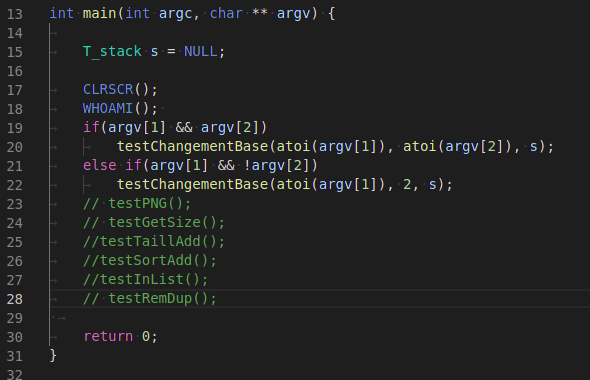 13 int main(int argc, char ** argv) {
14
15 T_stack s = NULL;
16
17 CLRSCR();
18 WHOAMI();
19 if(argv[1] && argv[2])
20 testChangementBase(atoi(argv[1]), atoi(argv[2]), s);
21 else if(argv[1] && !argv[2])
22 testChangementBase(atoi(argv[1]), 2, s);
23 // testPNG();
24 // testGetSize();
25 //testTaillAdd();
26 //testSortAdd();
27 //testInList();
28 // testRemDup();
29
30 return 0;
31 }
32